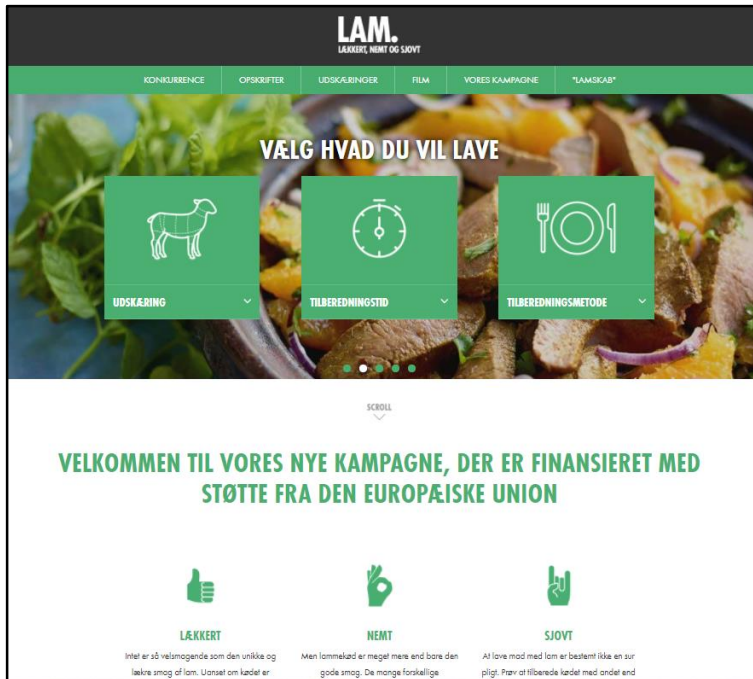 LAM.
LÆKKERT, NEMT OG SJOVT
KONKURRENCE OPSKRIFTER UDSKÆRINGER FILM VORES KAMPAGNE "LAMSKAB"
VÆLG HVAD DU VIL LAVE
UDSKÆRING TILBEREDNINGSTID TILBEREDNINGSMETODE
SCROLL
VELKOMMEN TIL VORES NYE KAMPAGNE, DER ER FINANSIERET MED
STØTTE FRA DEN EUROPÆISKE UNION
LÆKKERT
Intet er så velsmagende som den unikke og
lækre smag af lam. Uanset om kødet er
NEMT
Men lammekød er meget mere end bare den
gode smag. De mange forskellige
SJOVT
At lave mad med lam er bestemt ikke en sur
pligt. Prøv at tilberede kødet med andet end